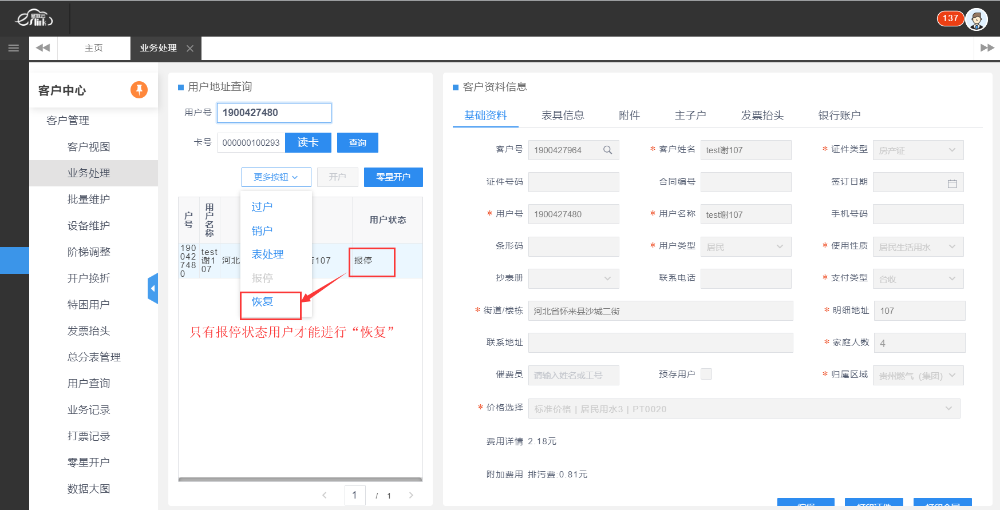 易联云
eslink
137
主页
业务处理
客户中心
客户管理
客户视图
业务处理
批量维护
设备维护
阶梯调整
开户换折
特困用户
发票抬头
总分表管理
用户查询
业务记录
打票记录
零星开户
数据大图
用户地址查询
用户号 1900427480
卡号 000000100293 读卡 查询
更多按钮 开户 零星开户
户号 用户名称 用户状态
1900427480 test谢107 河北 街107 报停
过户
销户
表处理
报停
恢复
只有报停状态用户才能进行“恢复”
1 / 1
客户资料信息
基础资料 表具信息 附件 主子户 发票抬头 银行账户
客户号 1900427964 * 客户姓名 test谢107 * 证件类型 房产证
证件号码 合同编号 签订日期
* 用户号 1900427480 * 用户名称 test谢107 手机号码
条形码 * 用户类型 居民 * 使用性质 居民生活用水
抄表册 联系电话 * 支付类型 台收
* 街道/楼栋 河北省怀来县沙城二街 * 明细地址 107
联系地址 * 家庭人数 4
催费员 请输入姓名或工号 预存用户 * 归属区域 贵州燃气（集团）
* 价格选择 标准价格 | 居民用水3 | PT0020
费用详情 2.18元
附加费用 排污费:0.81元